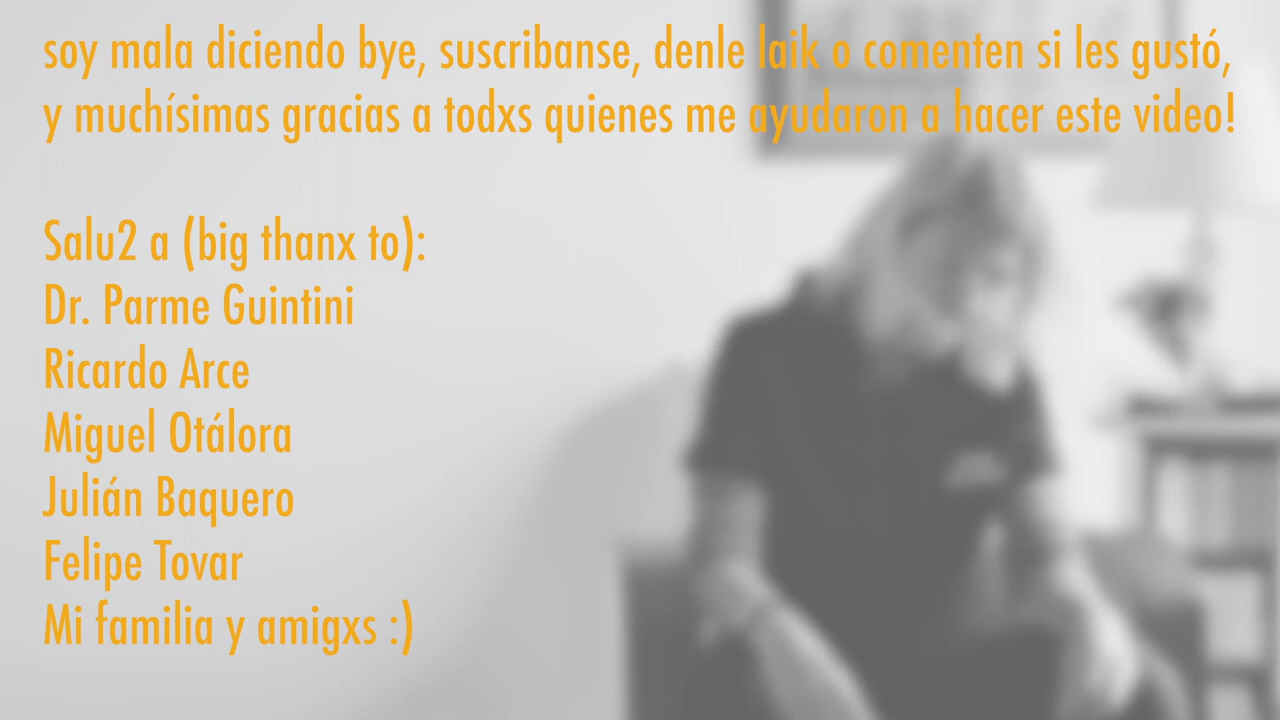 soy mala diciendo bye, suscribanse, denle laik o comenten si les gustó,
y muchísimas gracias a todxs quienes me ayudaron a hacer este video!
Salu2 a (big thanx to):
Dr. Parme Guintini
Ricardo Arce
Miguel Otálora
Julián Baquero
Felipe Tovar
Mi familia y amigxs :)